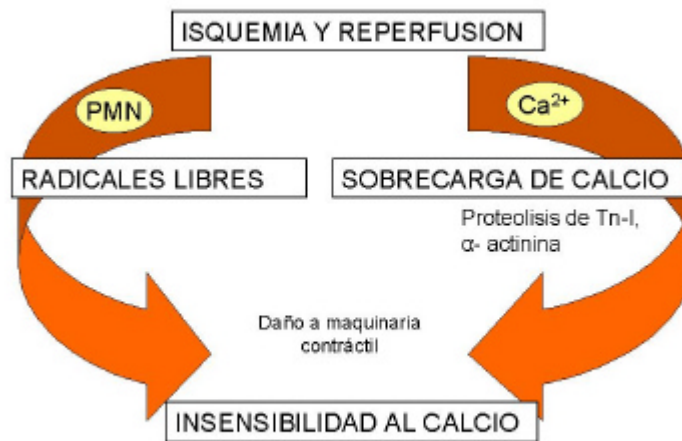 ISQUEMIA Y REPERFUSION
PMN
Ca²⁺
RADICALES LIBRES
SOBRECARGA DE CALCIO
Proteolisis de Tn-I,
α- actinina
Daño a maquinaria
contráctil
INSENSIBILIDAD AL CALCIO